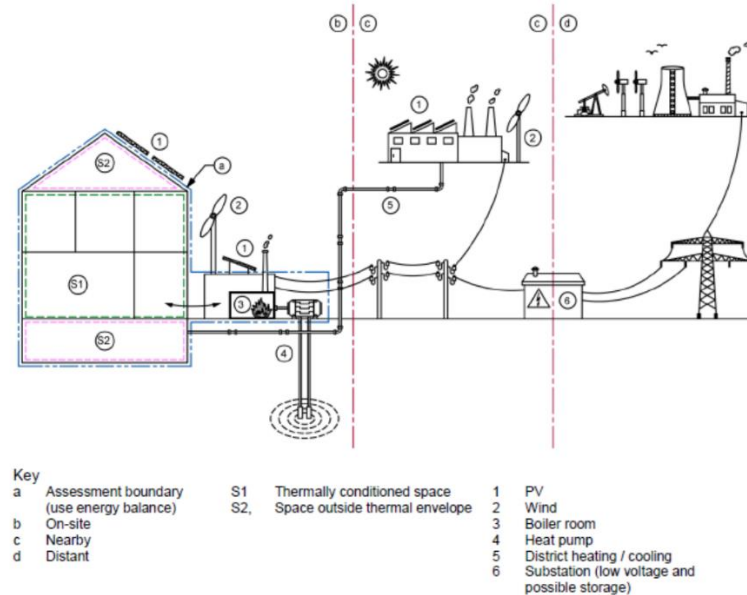 b c
c d
1
1
2
S2
a
2
5
1
S1
3
6
S2
4
Key
a Assessment boundary (use energy balance)
b On-site
c Nearby
d Distant
S1 Thermally conditioned space
S2, Space outside thermal envelope
1 PV
2 Wind
3 Boiler room
4 Heat pump
5 District heating / cooling
6 Substation (low voltage and possible storage)